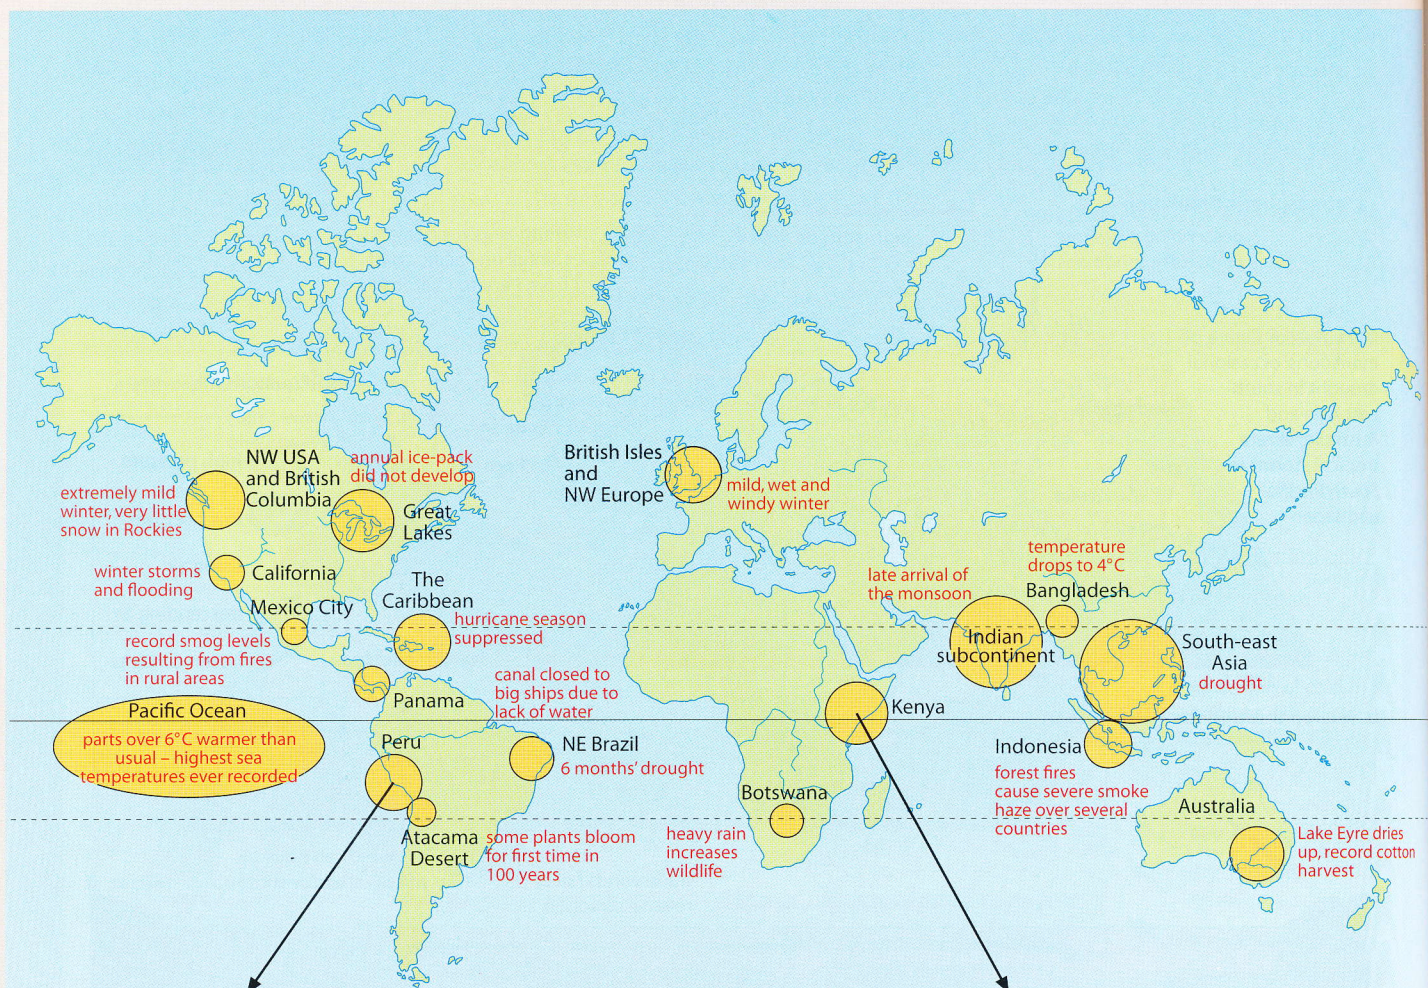 NW USA
and British
Columbia
extremely mild
winter, very little
snow in Rockies
annual ice-pack
did not develop
Great
Lakes
British Isles
and
NW Europe
mild, wet and
windy winter
winter storms
and flooding
California
Mexico City
record smog levels
resulting from fires
in rural areas
The
Caribbean
hurricane season
suppressed
Panama
canal closed to
big ships due to
lack of water
late arrival of
the monsoon
Indian
subcontinent
temperature
drops to 4°C
Bangladesh
South-east
Asia
drought
Pacific Ocean
parts over 6°C warmer than
usual – highest sea
temperatures ever recorded
Peru
NE Brazil
6 months' drought
Kenya
Indonesia
forest fires
cause severe smoke
haze over several
countries
Atacama
Desert
some plants bloom
for first time in
100 years
Botswana
heavy rain
increases
wildlife
Australia
Lake Eyre dries
up, record cotton
harvest